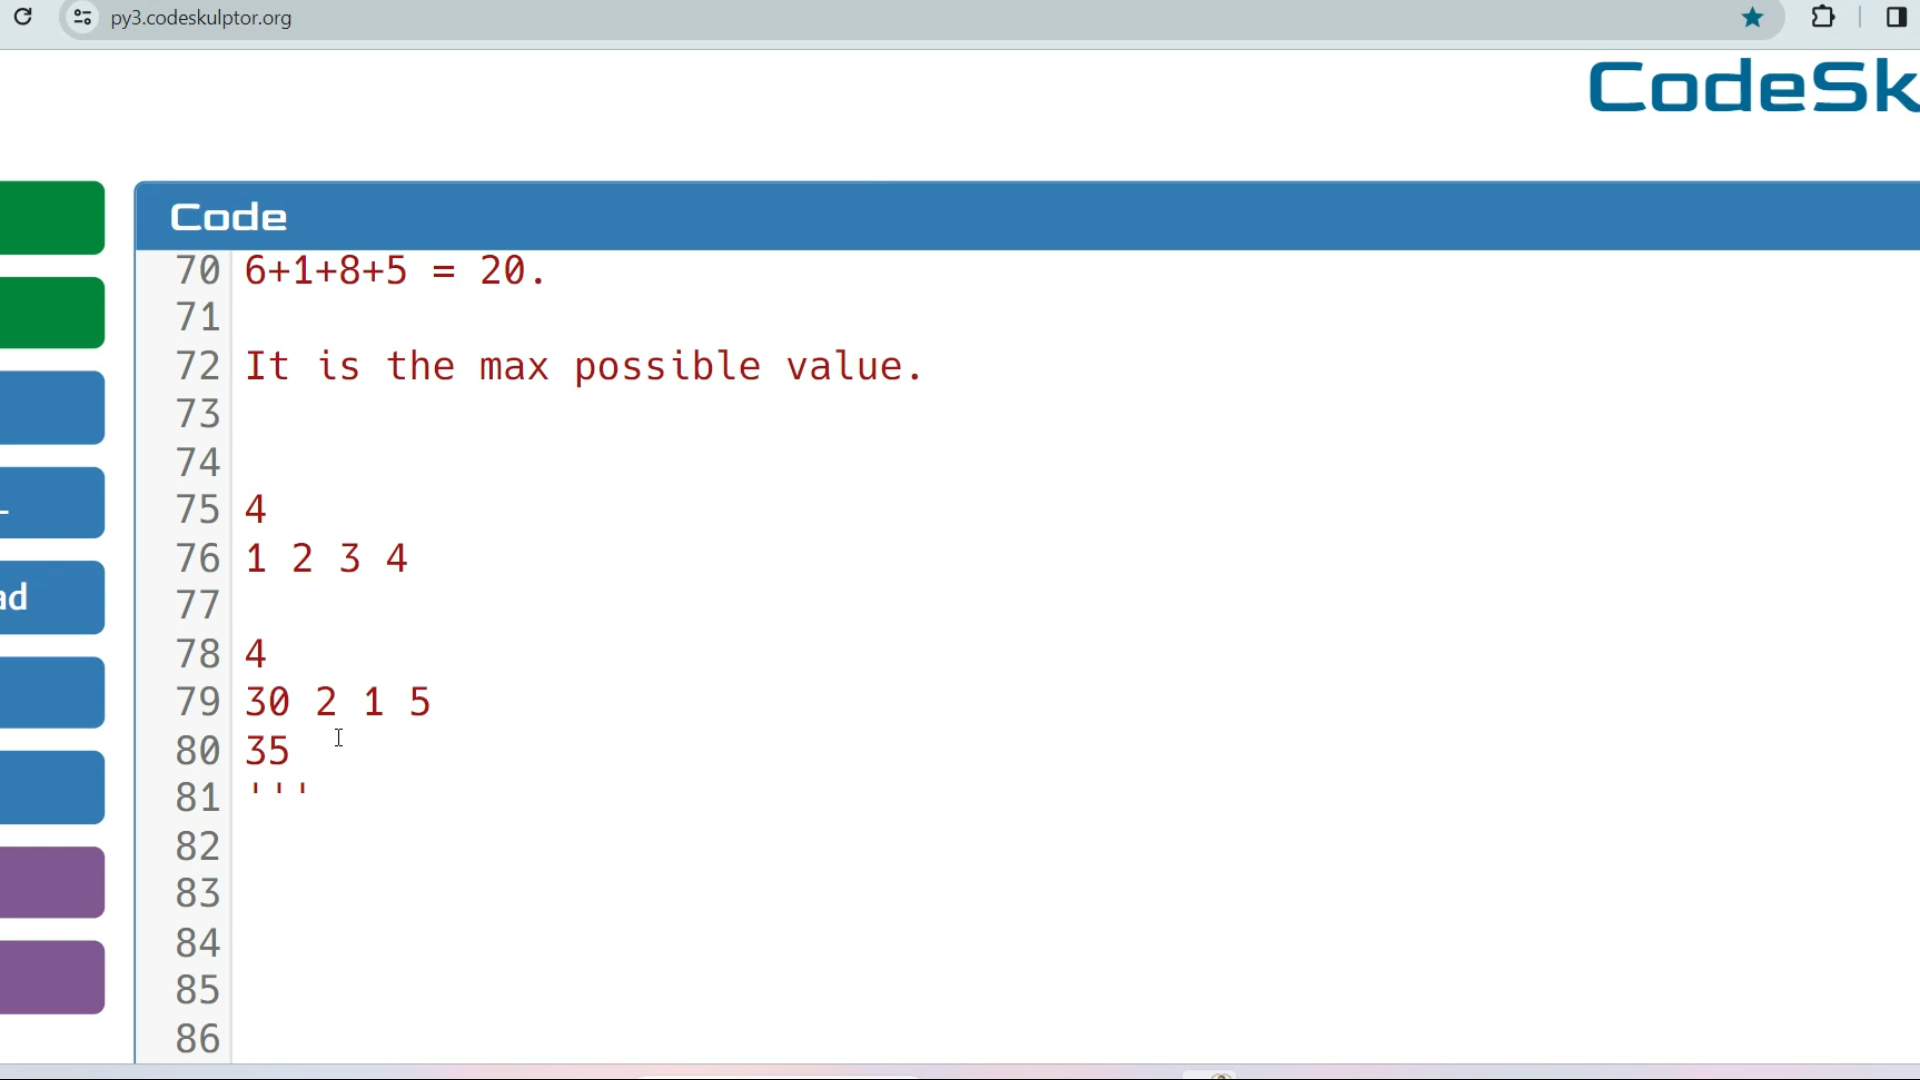 py3.codeskulptor.org
CodeSk
Code
70 6+1+8+5 = 20.
71
72 It is the max possible value.
73
74
75 4
76 1 2 3 4
77
78 4
79 30 2 1 5
80 35
81 '''
82
83
84
85
86
ad